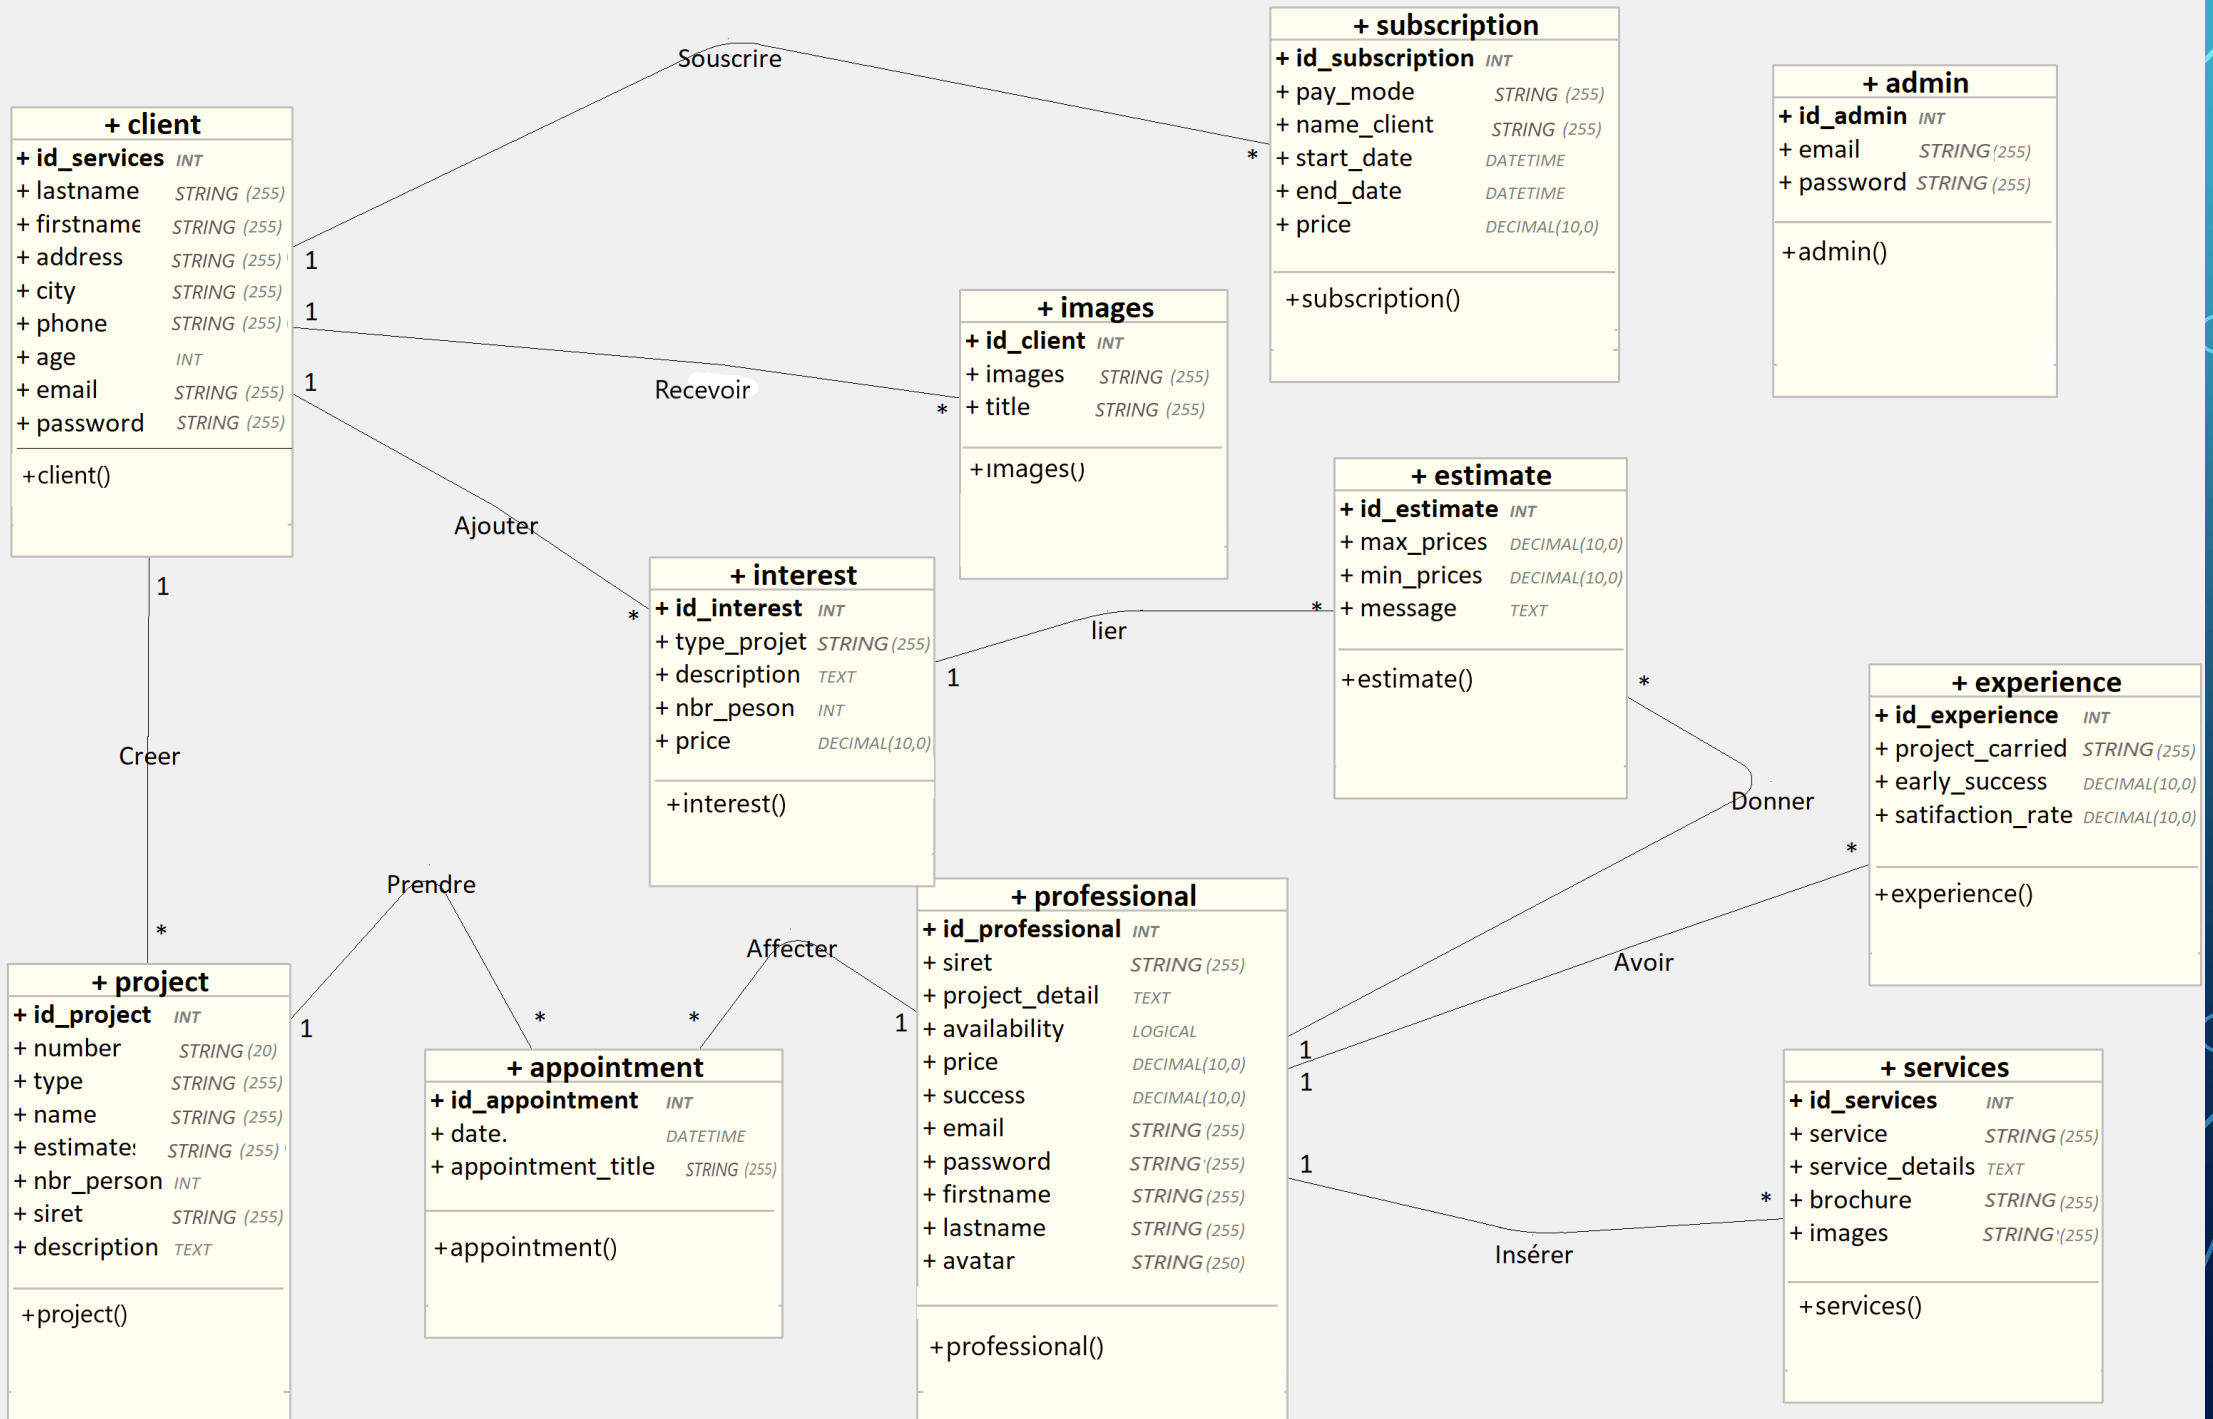 + client
+ id_services INT
+ lastname STRING (255)
+ firstname STRING (255)
+ address STRING (255)
+ city STRING (255)
+ phone STRING (255)
+ age INT
+ email STRING (255)
+ password STRING (255)
+client()
Souscrire
1
*
+ subscription
+ id_subscription INT
+ pay_mode STRING (255)
+ name_client STRING (255)
+ start_date DATETIME
+ end_date DATETIME
+ price DECIMAL(10,0)
+subscription()
+ admin
+ id_admin INT
+ email STRING (255)
+ password STRING (255)
+admin()
1
Recevoir
*
+ images
+ id_client INT
+ images STRING (255)
+ title STRING (255)
+images()
1
Ajouter
*
+ interest
+ id_interest INT
+ type_projet STRING (255)
+ description TEXT
+ nbr_peson INT
+ price DECIMAL(10,0)
+interest()
1
lier
*
+ estimate
+ id_estimate INT
+ max_prices DECIMAL(10,0)
+ min_prices DECIMAL(10,0)
+ message TEXT
+estimate()
*
Donner
1
+ experience
+ id_experience INT
+ project_carried STRING (255)
+ early_success DECIMAL(10,0)
+ satifaction_rate DECIMAL(10,0)
+experience()
*
Avoir
1
1
Creer
*
+ project
+ id_project INT
+ number STRING (20)
+ type STRING (255)
+ name STRING (255)
+ estimates STRING (255)
+ nbr_person INT
+ siret STRING (255)
+ description TEXT
+project()
1
Prendre
*
+ appointment
+ id_appointment INT
+ date. DATETIME
+ appointment_title STRING (255)
+appointment()
*
Affecter
1
+ professional
+ id_professional INT
+ siret STRING (255)
+ project_detail TEXT
+ availability LOGICAL
+ price DECIMAL(10,0)
+ success DECIMAL(10,0)
+ email STRING (255)
+ password STRING (255)
+ firstname STRING (255)
+ lastname STRING (255)
+ avatar STRING (250)
+professional()
1
Insérer
*
+ services
+ id_services INT
+ service STRING (255)
+ service_details TEXT
+ brochure STRING (255)
+ images STRING (255)
+services()